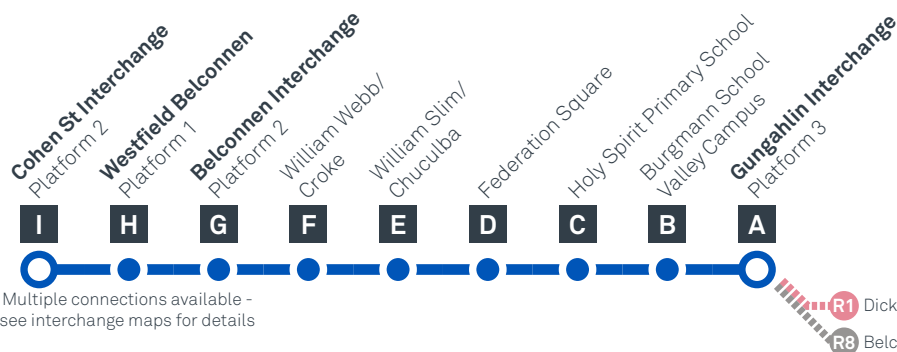 Cohen St Interchange
Platform 2
Westfield Belconnen
Platform 1
Belconnen Interchange
Platform 2
William Webb/
Croke
William Slim/
Chuculba
Federation Square
Holy Spirit Primary School
Burgmann School
Valley Campus
Gungahlin Interchange
Platform 3
I H G F E D C B A
Multiple connections available -
see interchange maps for details
R1 Dick
R8 Belc